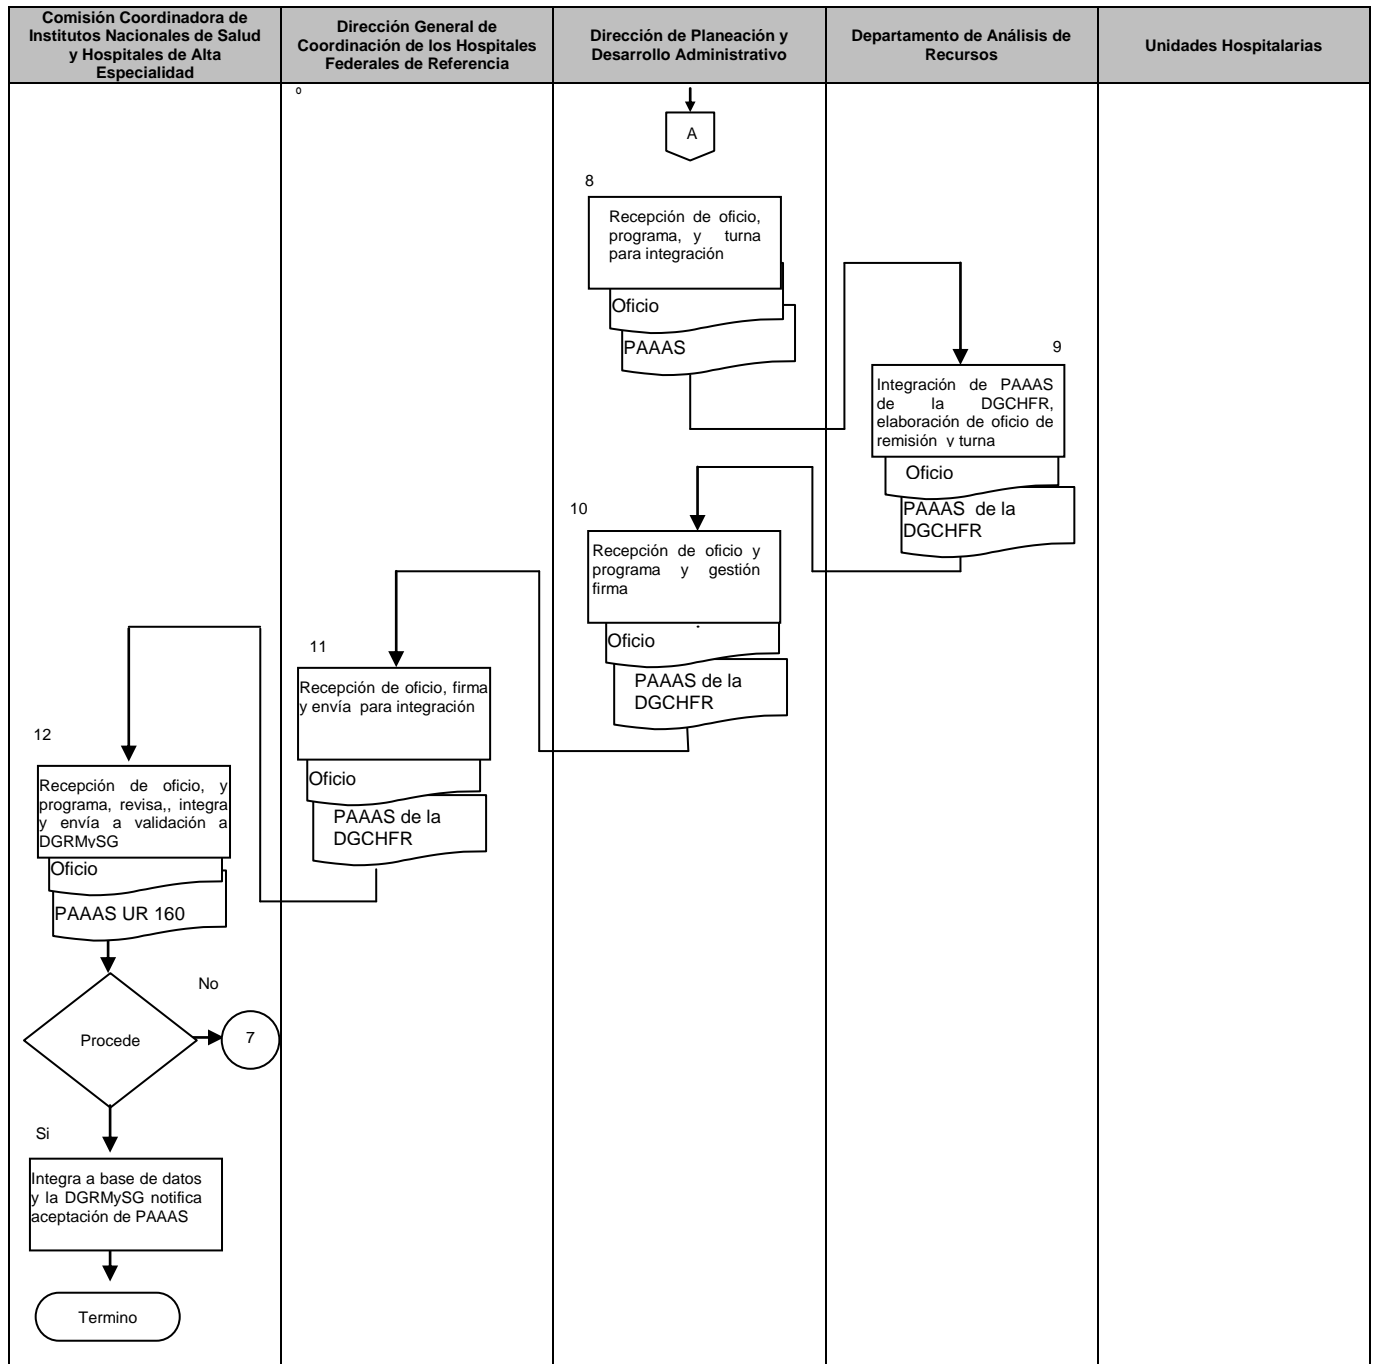 Comisión Coordinadora de
Institutos Nacionales de Salud
y Hospitales de Alta
Especialidad
Dirección General de
Coordinación de los Hospitales
Federales de Referencia
Dirección de Planeación y
Desarrollo Administrativo
Departamento de Análisis de
Recursos
Unidades Hospitalarias
o
A
8
Recepción de oficio,
programa, y turna
para integración
Oficio
PAAAS
9
Integración de PAAAS
de la DGCHFR,
elaboración de oficio de
remisión y turna
Oficio
PAAAS de la
DGCHFR
10
Recepción de oficio y
programa y gestión
firma
.
Oficio
PAAAS de la
DGCHFR
11
Recepción de oficio, firma
y envía para integración
Oficio
PAAAS de la
DGCHFR
12
Recepción de oficio, y
programa, revisa,, integra
y envía a validación a
DGRMySG
Oficio
PAAAS UR 160
No
Procede
7
Si
Integra a base de datos
y la DGRMySG notifica
aceptación de PAAAS
Termino